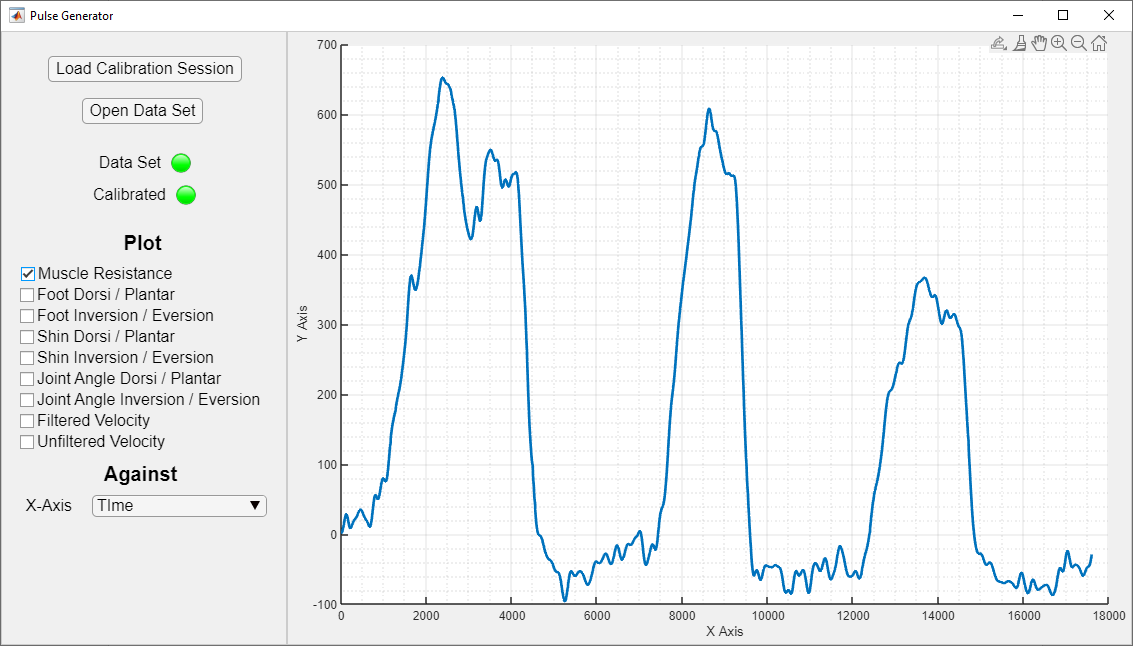 Pulse Generator
Load Calibration Session
Open Data Set
Data Set
Calibrated
Plot
Muscle Resistance
Foot Dorsi / Plantar
Foot Inversion / Eversion
Shin Dorsi / Plantar
Shin Inversion / Eversion
Joint Angle Dorsi / Plantar
Joint Angle Inversion / Eversion
Filtered Velocity
Unfiltered Velocity
Against
X-Axis TIme
Y Axis
700
600
500
400
300
200
100
0
-100
0 2000 4000 6000 8000 10000 12000 14000 16000 18000
X Axis